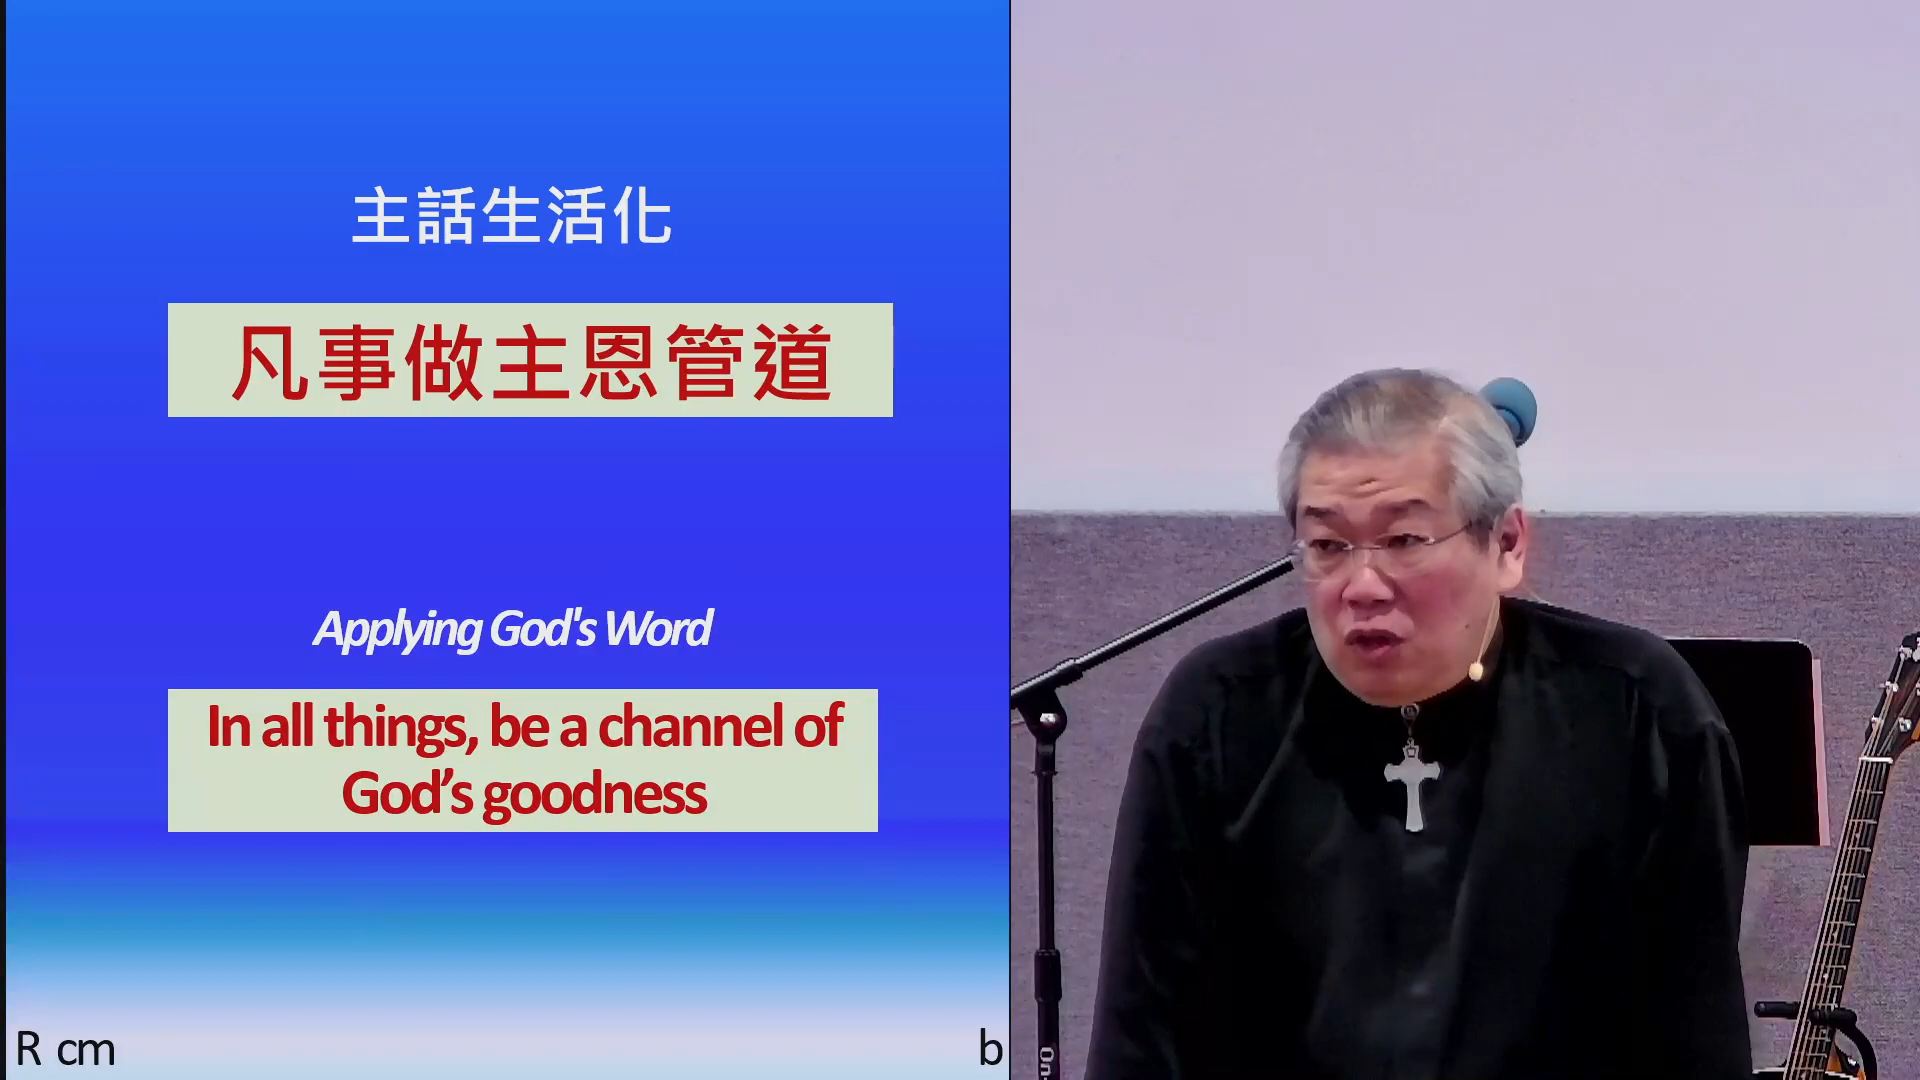 主話生活化
凡事做主恩管道
Applying God's Word
In all things, be a channel of
God’s goodness
R cm
b
On-